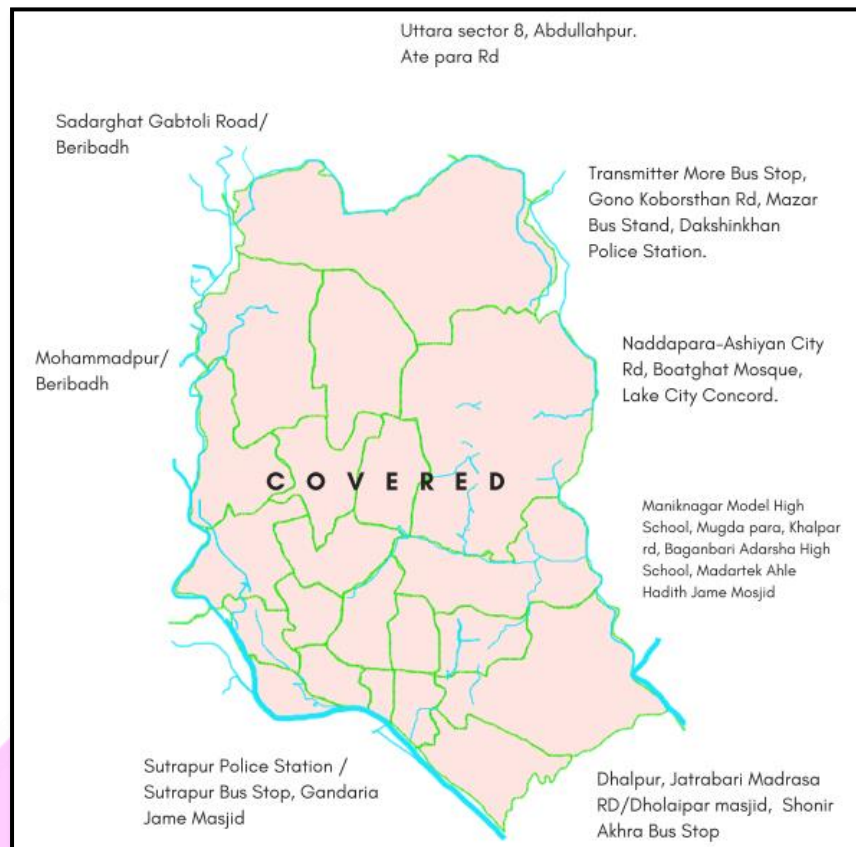 Uttara sector 8, Abdullahpur.
Ate para Rd
Sadarghat Gabtoli Road/
Beribadh
Transmitter More Bus Stop,
Gono Koborsthan Rd, Mazar
Bus Stand, Dakshinkhan
Police Station.
Mohammadpur/
Beribadh
Naddapara-Ashiyan City
Rd, Boatghat Mosque,
Lake City Concord.
COVERED
Maniknagar Model High
School, Mugda para, Khalpar
rd, Baganbari Adarsha High
School, Madartek Ahle
Hadith Jame Mosjid
Sutrapur Police Station /
Sutrapur Bus Stop, Gandaria
Jame Masjid
Dhalpur, Jatrabari Madrasa
RD/Dholaipar masjid, Shonir
Akhra Bus Stop